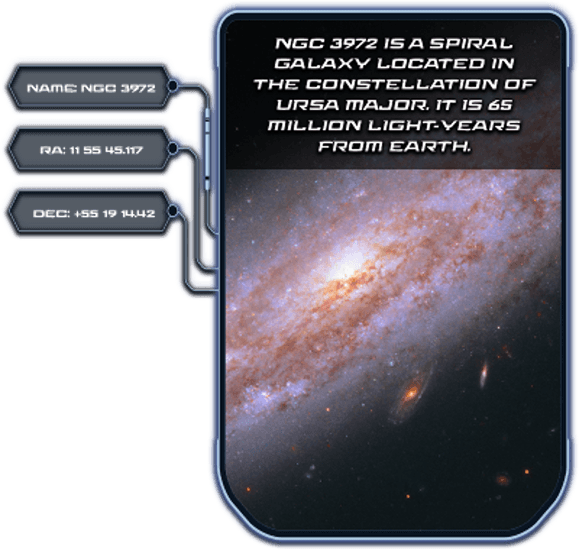 NAME: NGC 3972
RA: 11 55 45.117
DEC: +55 19 14.42
NGC 3972 IS A SPIRAL
GALAXY LOCATED IN
THE CONSTELLATION OF
URSA MAJOR. IT IS 65
MILLION LIGHT-YEARS
FROM EARTH.